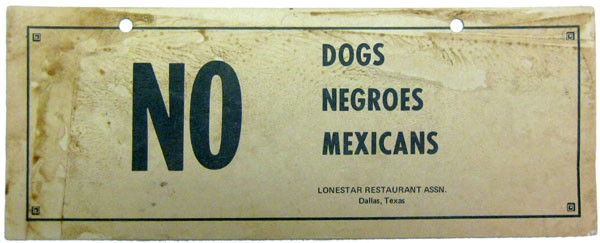 NO
DOGS
NEGROES
MEXICANS
LONESTAR RESTAURANT ASSN.
Dallas, Texas